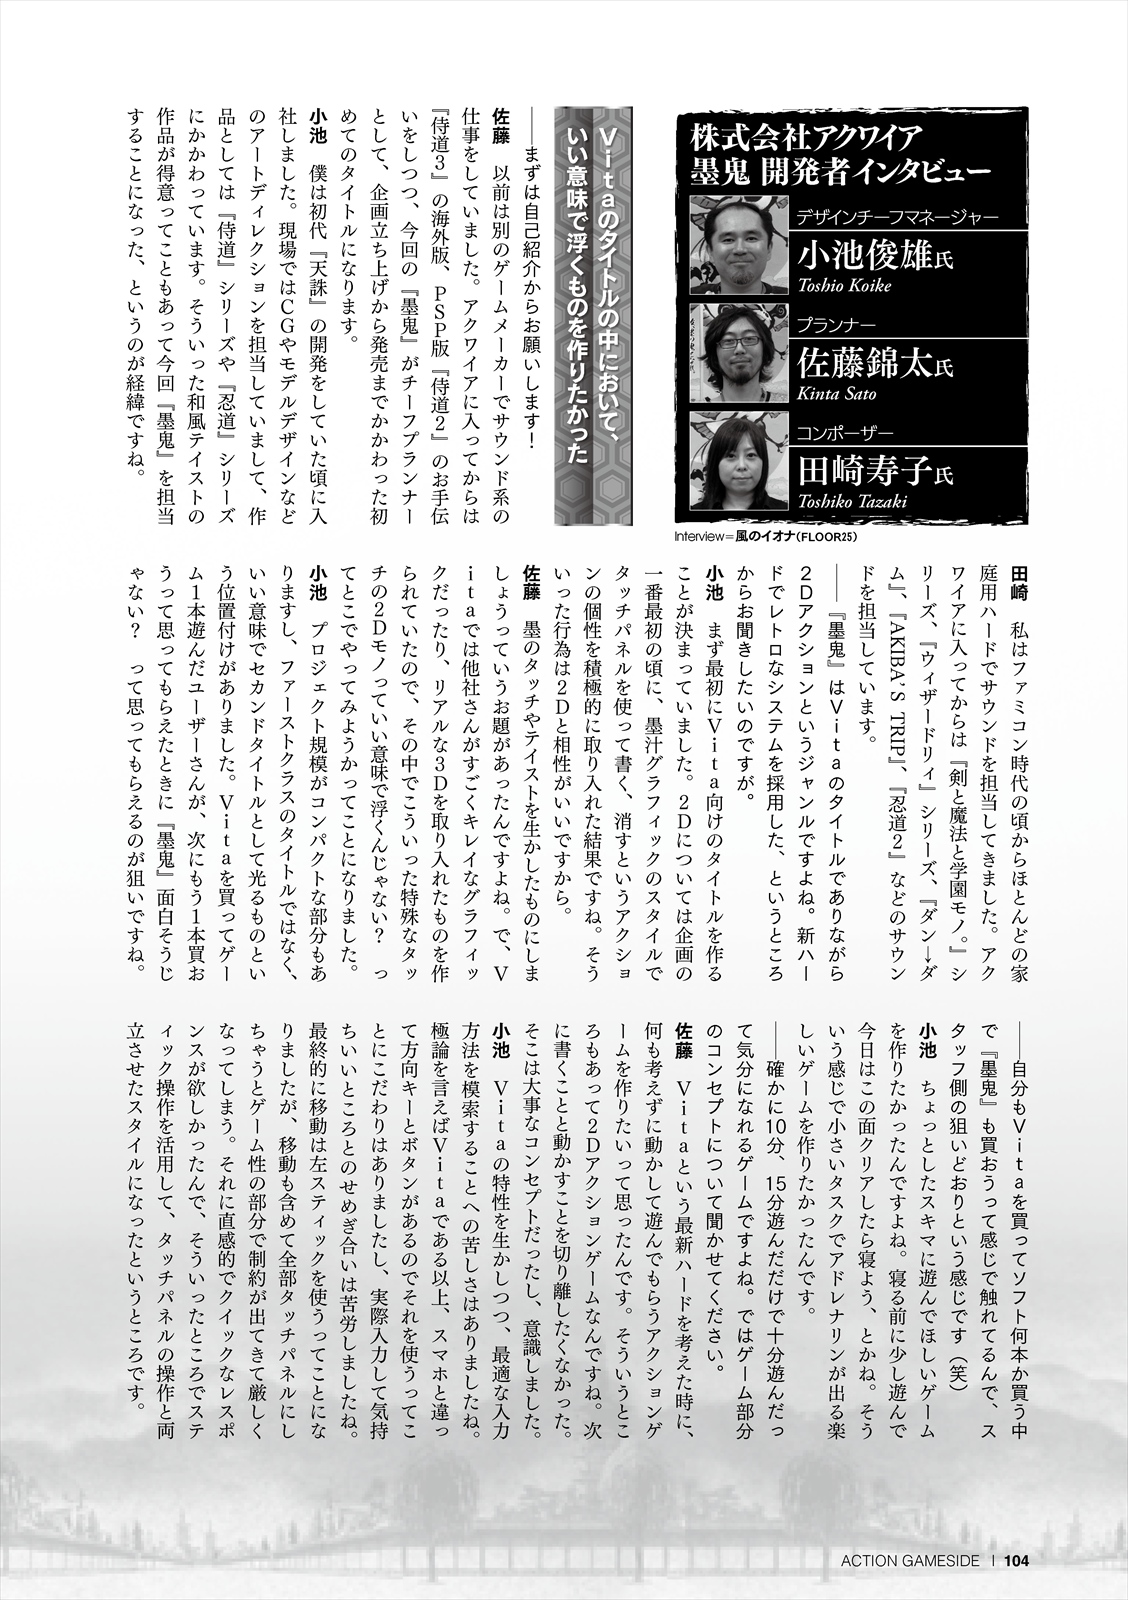 株式会社アクワイア
墨鬼 開発者インタビュー
デザインチーフマネージャー
小池俊雄氏
Toshio Koike
プランナー
佐藤錦太氏
Kinta Sato
コンポーザー
田崎寿子氏
Toshiko Tazaki
Interview=風のイオナ(FLOOR25)
Vitaのタイトルの中において、
いい意味で浮くものを作りたかった
――まずは自己紹介からお願いします！
佐藤　以前は別のゲームメーカーでサウンド系の
仕事をしていました。アクワイアに入ってからは
『侍道3』の海外版、PSP版『侍道2』のお手伝
いをしつつ、今回の『墨鬼』がチーフプランナー
として、企画立ち上げから発売までかかわった初
めてのタイトルになります。
小池　僕は初代『天誅』の開発をしていた頃に入
社しました。現場ではCGやモデルデザインなど
のアートディレクションを担当していまして、作
品としては『侍道』シリーズや『忍道』シリーズ
にかかわっています。そういった和風テイストの
作品が得意ってこともあって今回『墨鬼』を担当
することになった、というのが経緯ですね。
田崎　私はファミコン時代の頃からほとんどの家
庭用ハードでサウンドを担当してきました。アク
ワイアに入ってからは『剣と魔法と学園モノ。』シ
リーズ、『ウィザードリィ』シリーズ、『ダン←ダ
ム』、『AKIBA'S TRIP』、『忍道2』などのサウン
ドを担当しています。
――『墨鬼』はVitaのタイトルでありながら
2Dアクションというジャンルですよね。新ハー
ドでレトロなシステムを採用した、というところ
からお聞きしたいのですが。
小池　まず最初にVita向けのタイトルを作る
ことが決まっていました。2Dについては企画の
一番最初の頃に、墨汁グラフィックのスタイルで
タッチパネルを使って書く、消すというアクショ
ンの個性を積極的に取り入れた結果ですね。そう
いった行為は2Dと相性がいいですから。
佐藤　墨のタッチやテイストを生かしたものにしま
しょうっていうお題があったんですよね。で、V
itaでは他社さんがすごくキレイなグラフィッ
クだったり、リアルな3Dを取り入れたものを作
られていたので、その中でこういった特殊なタッ
チの2Dモノっていい意味で浮くんじゃない？　っ
てとこでやってみようかってことになりました。
小池　プロジェクト規模がコンパクトな部分もあ
りますし、ファーストクラスのタイトルではなく、
いい意味でセカンドタイトルとして光るものとい
う位置付けがありました。Vitaを買ってゲー
ム1本遊んだユーザーさんが、次にもう1本買お
うって思ってもらえたときに『墨鬼』面白そうじ
ゃない？　って思ってもらえるのが狙いですね。
――自分もVitaを買ってソフト何本か買う中
で『墨鬼』も買おうって感じで触れてるんで、ス
タッフ側の狙いどおりという感じです（笑）
小池　ちょっとしたスキマに遊んでほしいゲーム
を作りたかったんですよね。寝る前に少し遊んで
今日はこの面クリアしたら寝よう、とかね。そう
いう感じで小さいタスクでアドレナリンが出る楽
しいゲームを作りたかったんです。
――確かに10分、15分遊んだだけで十分遊んだっ
て気分になれるゲームですよね。ではゲーム部分
のコンセプトについて聞かせてください。
佐藤　Vitaという最新ハードを考えた時に、
何も考えずに動かして遊んでもらうアクションゲ
ームを作りたいって思ったんです。そういうとこ
ろもあって2Dアクションゲームなんですね。次
に書くことと動かすことを切り離したくなかった。
そこは大事なコンセプトだったし、意識しました。
小池　Vitaの特性を生かしつつ、最適な入力
方法を模索することへの苦しさはありましたね。
極論を言えばVitaである以上、スマホと違っ
て方向キーとボタンがあるのでそれを使うってこ
とにこだわりはありましたし、実際入力して気持
ちいいところとのせめぎ合いは苦労しましたね。
最終的に移動は左スティックを使うってことにな
りましたが、移動も含めて全部タッチパネルにし
ちゃうとゲーム性の部分で制約が出てきて厳しく
なってしまう。それに直感的でクイックなレスポ
ンスが欲しかったんで、そういったところでステ
ィック操作を活用して、タッチパネルの操作と両
立させたスタイルになったというところです。
ACTION GAMESIDE | 104